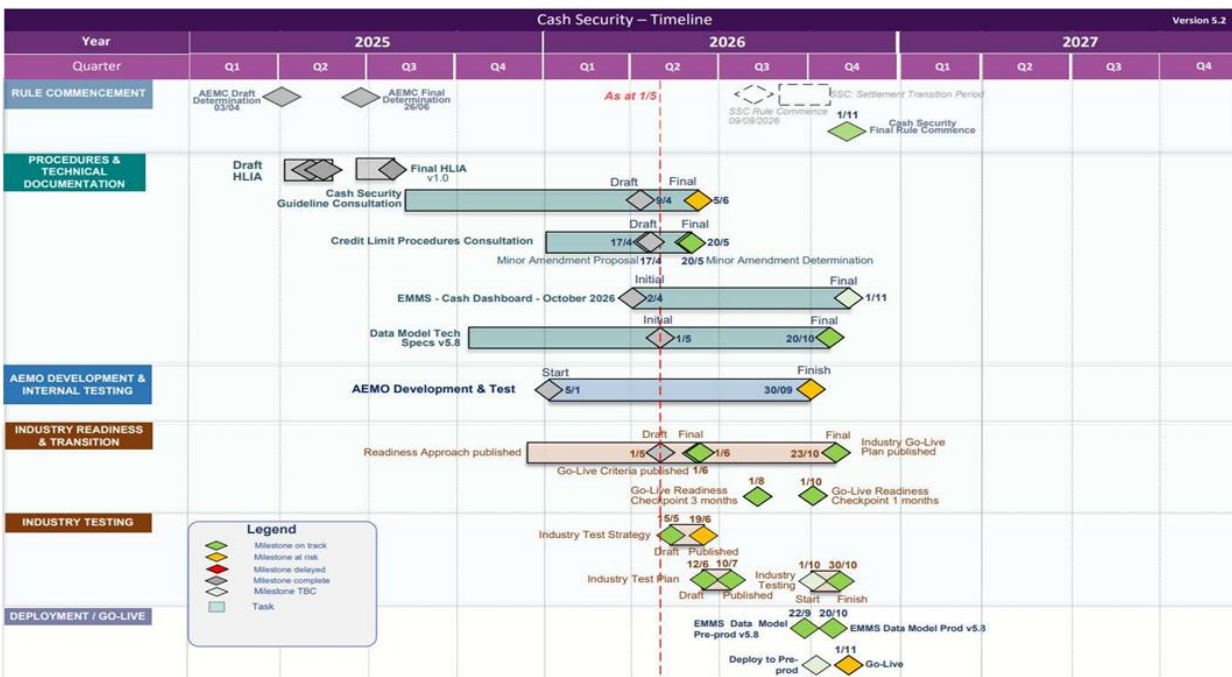 Cash Security – Timeline
Version 5.2
Year
2025
2026
2027
Quarter
Q1
Q2
Q3
Q4
Q1
Q2
Q3
Q4
Q1
Q2
Q3
Q4
RULE COMMENCEMENT
AEMC Draft
Determination
03/04
AEMC Final
Determination
26/06
As at 1/5
SSC Rule Commence
09/08/2026
SSC: Settlement Transition Period
1/11
Cash Security
Final Rule Commence
PROCEDURES &
TECHNICAL
DOCUMENTATION
Draft
HLIA
Final HLIA
v1.0
Cash Security
Guideline Consultation
Draft
9/4
Final
5/6
Credit Limit Procedures Consultation
17/4
Draft
Final
20/5
Minor Amendment Proposal
17/4
20/5
Minor Amendment Determination
EMMS - Cash Dashboard - October 2026
Initial
2/4
Final
1/11
Data Model Tech
Specs v5.8
Initial
1/5
Final
20/10
AEMO DEVELOPMENT &
INTERNAL TESTING
AEMO Development & Test
Start
5/1
Finish
30/09
INDUSTRY READINESS
& TRANSITION
Readiness Approach published
Draft
1/5
Final
1/6
Final
23/10
Industry Go-Live
Plan published
Go-Live Criteria published
1/6
Go-Live Readiness
Checkpoint 3 months
1/8
1/10
Go-Live Readiness
Checkpoint 1 months
INDUSTRY TESTING
Industry Test Strategy
15/5
19/6
Draft
Published
Industry Test Plan
12/6
10/7
Draft
Published
Industry
Testing
1/10
30/10
Start
Finish
Legend
Milestone on track
Milestone at risk
Milestone delayed
Milestone complete
Milestone TBC
Task
DEPLOYMENT / GO-LIVE
EMMS Data Model
Pre-prod v5.8
22/9
20/10
EMMS Data Model Prod v5.8
Deploy to Pre-
prod
1/11
Go-Live